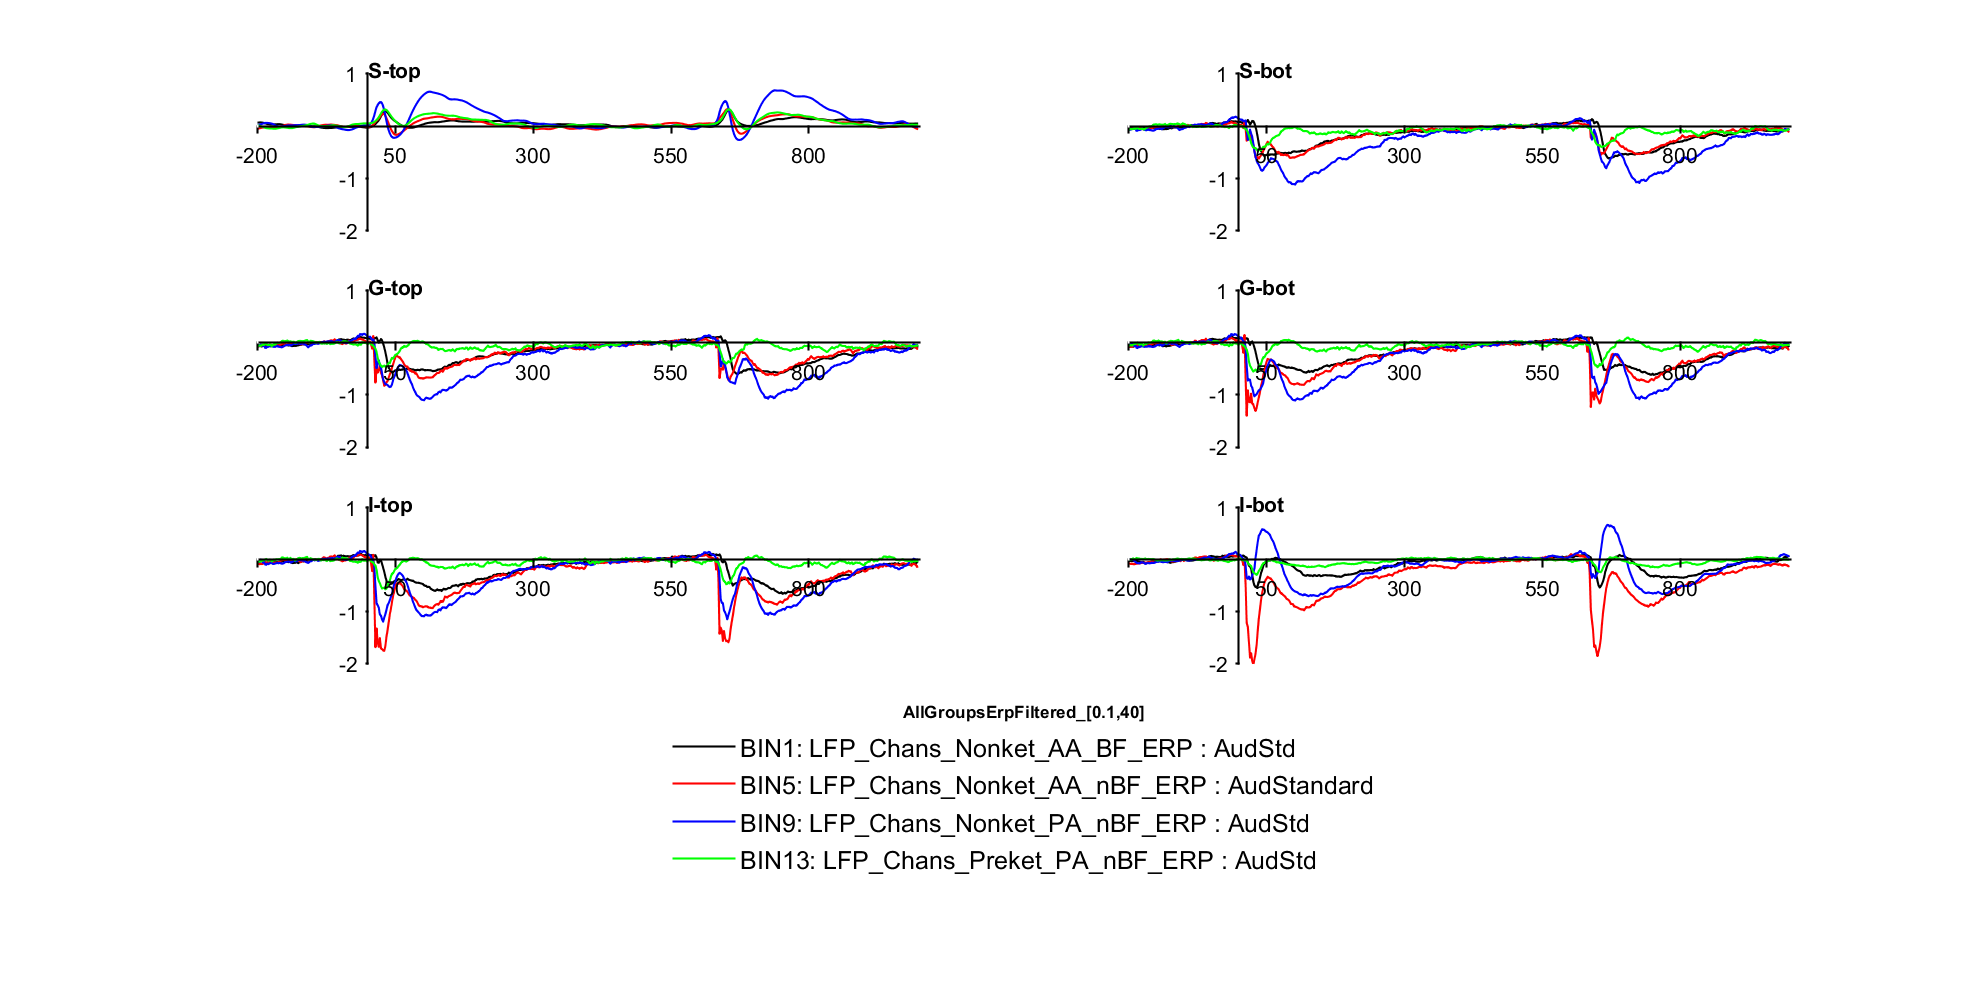 S-top
1
-1
-2
-200 50 300 550 800
S-bot
1
-1
-2
-200 50 300 550 800
G-top
1
-1
-2
-200 50 300 550 800
G-bot
1
-1
-2
-200 50 300 550 800
I-top
1
-1
-2
-200 50 300 550 800
I-bot
1
-1
-2
-200 50 300 550 800
AllGroupsErpFiltered_[0.1,40]
BIN1: LFP_Chans_Nonket_AA_BF_ERP : AudStd
BIN5: LFP_Chans_Nonket_AA_nBF_ERP : AudStandard
BIN9: LFP_Chans_Nonket_PA_nBF_ERP : AudStd
BIN13: LFP_Chans_Preket_PA_nBF_ERP : AudStd